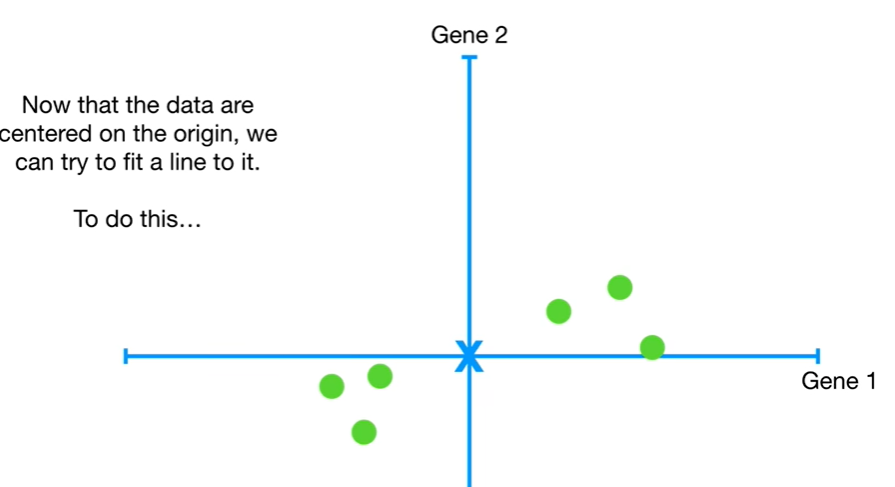 Gene 2
Now that the data are
centered on the origin, we
can try to fit a line to it.
To do this…
X
Gene 1